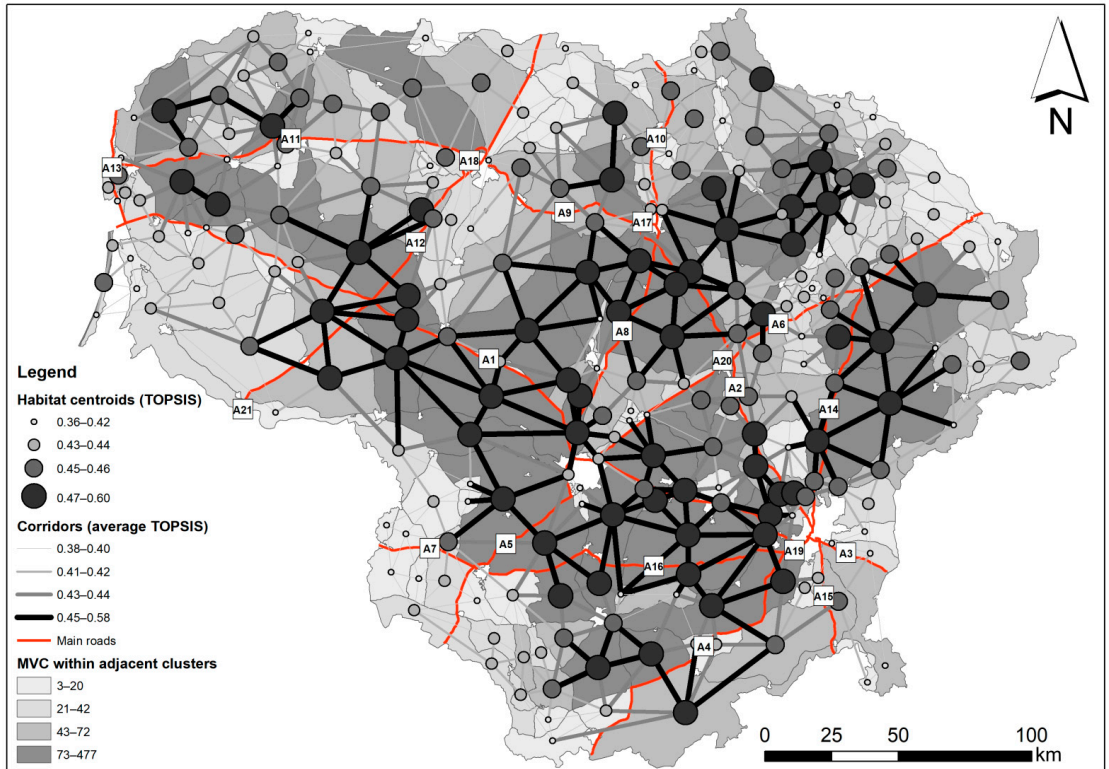 N
A11
A10
A18
A13
A9
A17
A12
A8
A6
A1
A20
A2
A21
A14
Legend
Habitat centroids (TOPSIS)
0.36–0.42
0.43–0.44
0.45–0.46
0.47–0.60
Corridors (average TOPSIS)
0.38–0.40
0.41–0.42
0.43–0.44
0.45–0.58
Main roads
MVC within adjacent clusters
3–20
21–42
43–72
73–477
A7
A5
A16
A19
A3
A15
A4
0 25 50 100
km